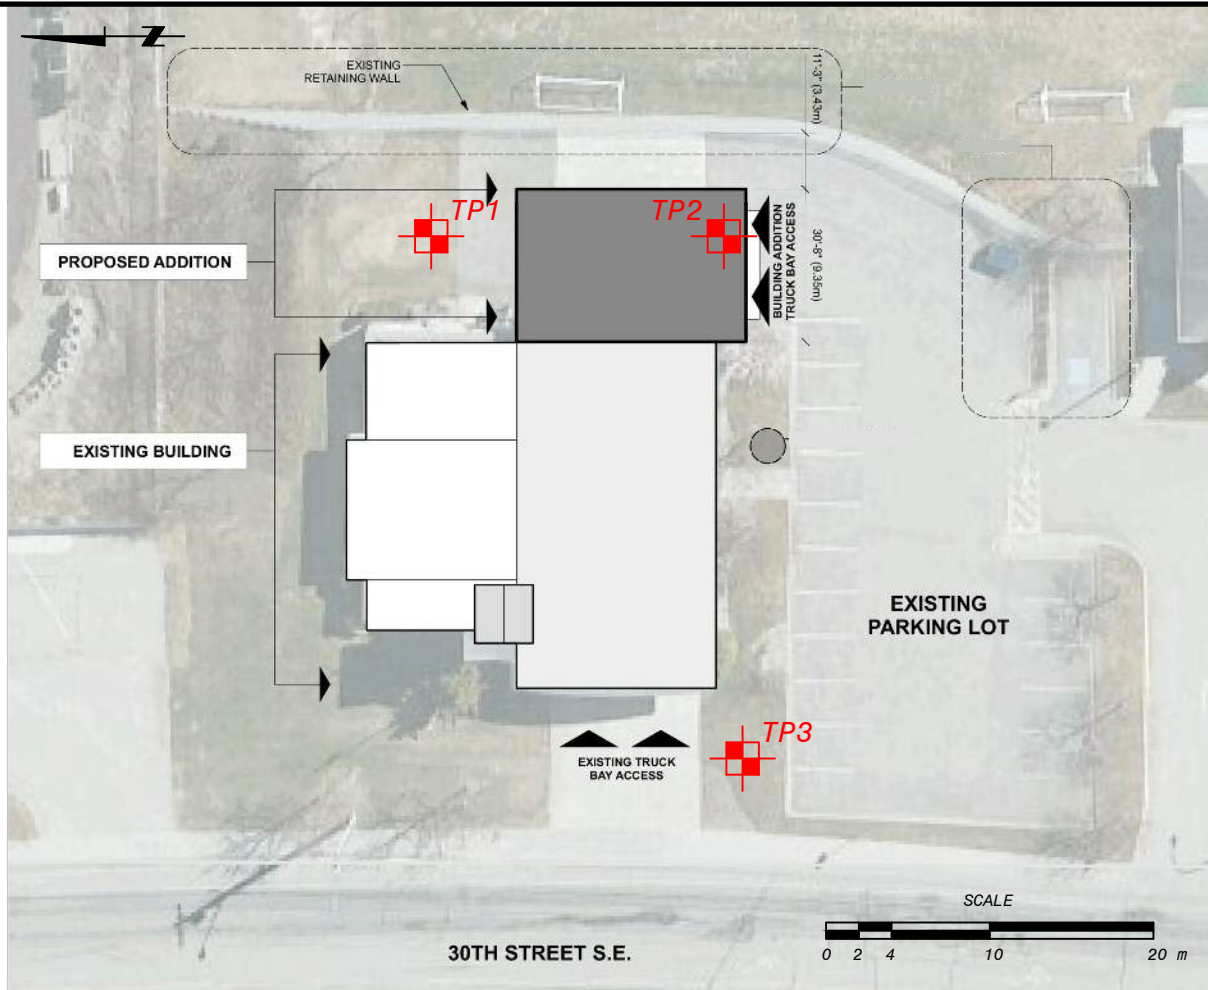 N
EXISTING
RETAINING WALL
11'-3" (3.43m)
TP1
TP2
BUILDING ADDITION
TRUCK BAY ACCESS
30'-8" (9.35m)
PROPOSED ADDITION
EXISTING BUILDING
EXISTING
PARKING LOT
TP3
EXISTING TRUCK
BAY ACCESS
SCALE
0 2 4 10 20 m
30TH STREET S.E.